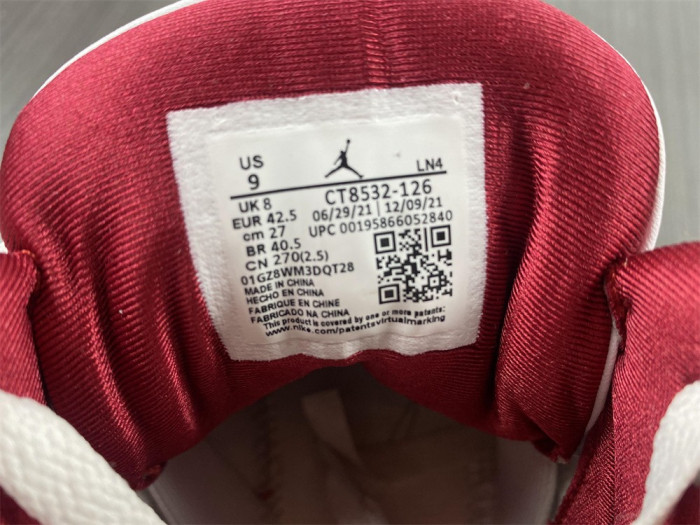 US
9
LN4
UK 8
EUR 42.5
cm 27
BR 40.5
CN 270(2.5)
CT8532-126
06/29/21 | 12/09/21
UPC 00195866052840
01GZ8WM3DQT28
MADE IN CHINA
HECHO EN CHINA
FABRIQUE EN CHINE
FABRICADO NA CHINA
This product is covered by one or more patents:
www.nike.com/patentsvirtualmarking